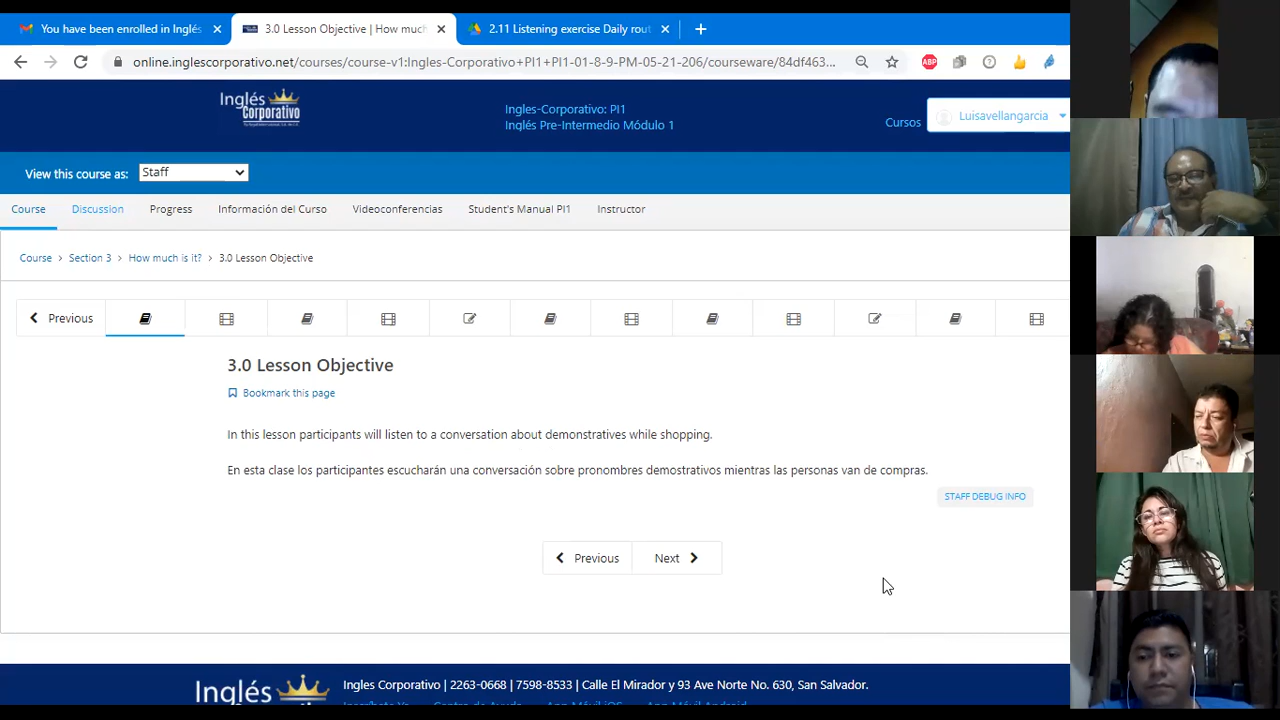 You have been enrolled in Inglés
3.0 Lesson Objective | How much
2.11 Listening exercise Daily rout
online.inglescorporativo.net/courses/course-v1:Ingles-Corporativo+PI1+PI1-01-8-9-PM-05-21-206/courseware/84df463...
ABP
Inglés
Corporativo
Ingles-Corporativo: PI1
Inglés Pre-Intermedio Módulo 1
Cursos
Luisavellangarcia
View this course as:
Staff
Course
Discussion
Progress
Información del Curso
Videoconferencias
Student's Manual PI1
Instructor
Course > Section 3 > How much is it? > 3.0 Lesson Objective
Previous
3.0 Lesson Objective
Bookmark this page
In this lesson participants will listen to a conversation about demonstratives while shopping.
En esta clase los participantes escucharán una conversación sobre pronombres demostrativos mientras las personas van de compras.
STAFF DEBUG INFO
Previous
Next
Inglés
Ingles Corporativo | 2263-0668 | 7598-8533 | Calle El Mirador y 93 Ave Norte No. 630, San Salvador.